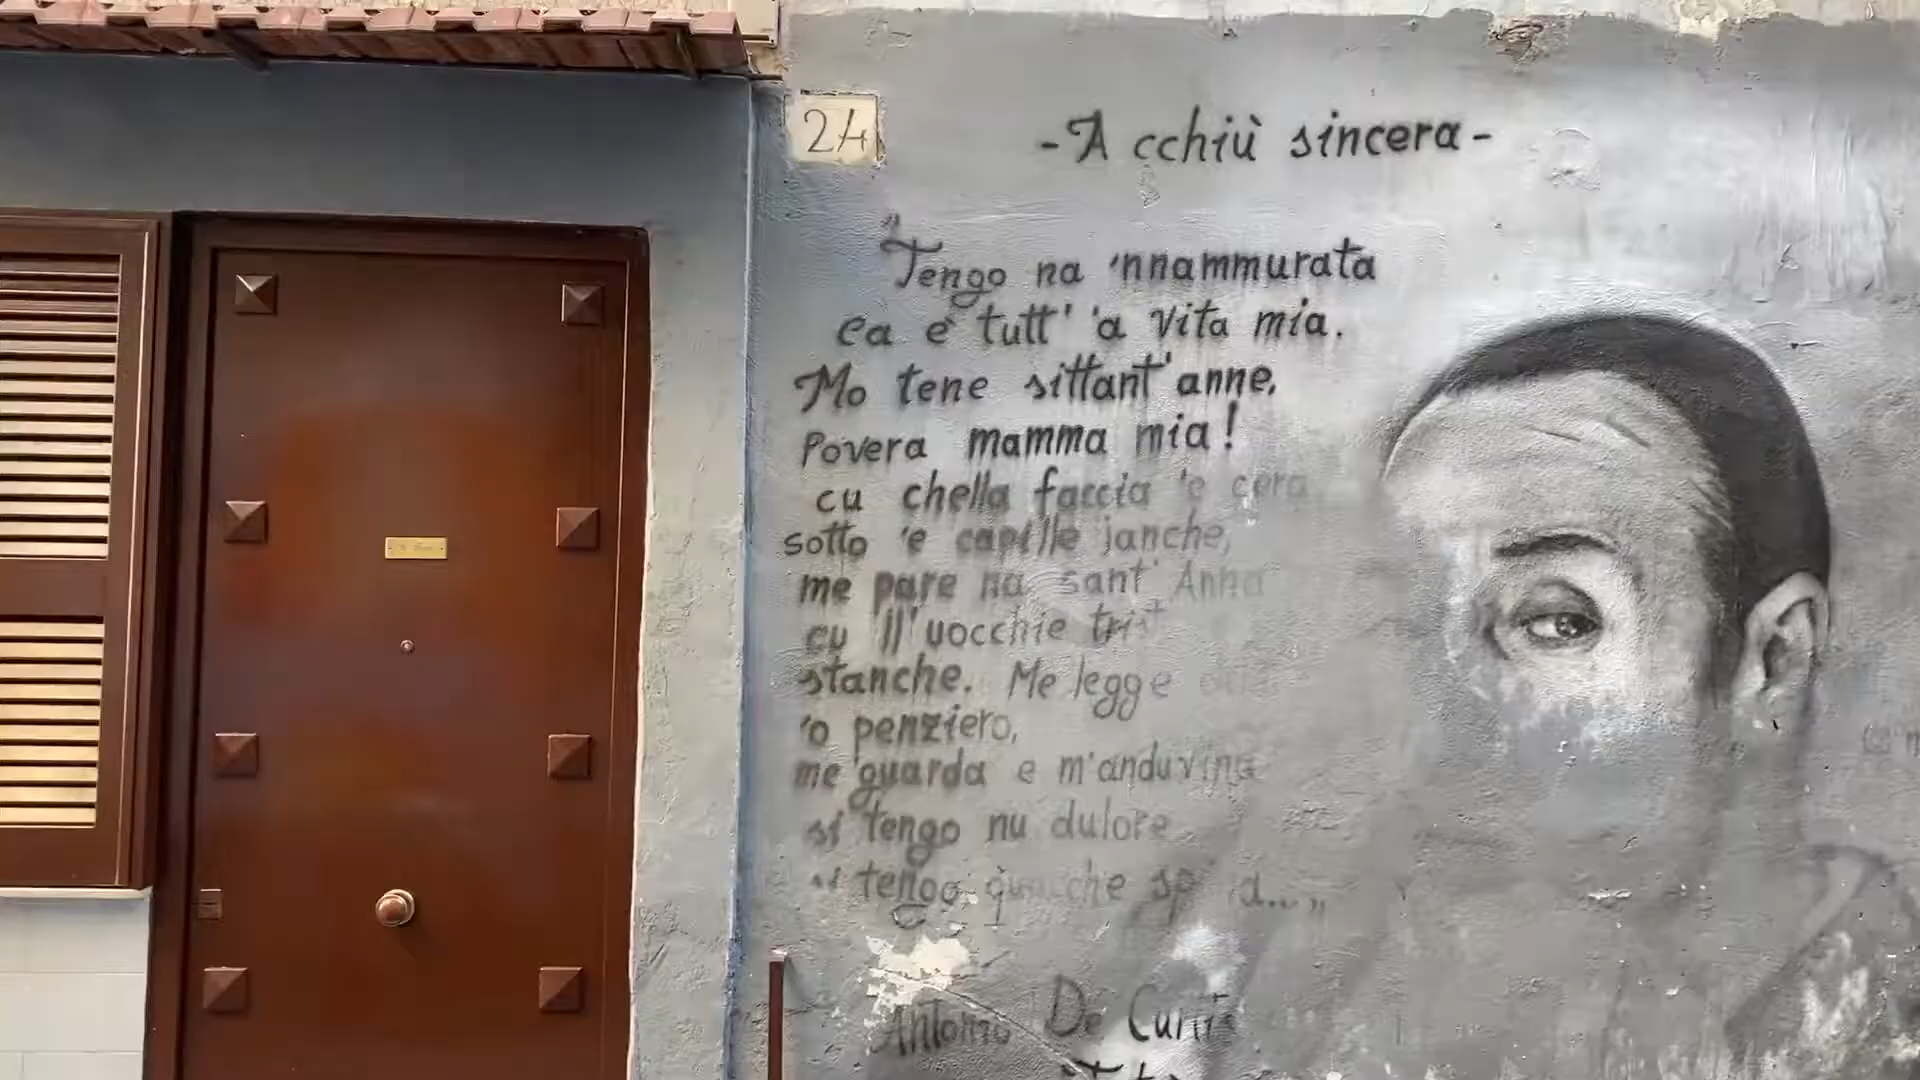 24
-'A cchiù sincera-
"Tengo na 'nnammurata
ca è tutt' 'a vita mia.
Mo tene sittant'anne,
Povera mamma mia!
cu chella faccia 'e cera
sotto 'e capille janche,
me pare na sant'Anna
cu ll'uocchie
stanche. Me legge
'o penziero,
me guarda e m'anduvina
si tengo nu dulore
si tengo qualche
Antonio De Curtis